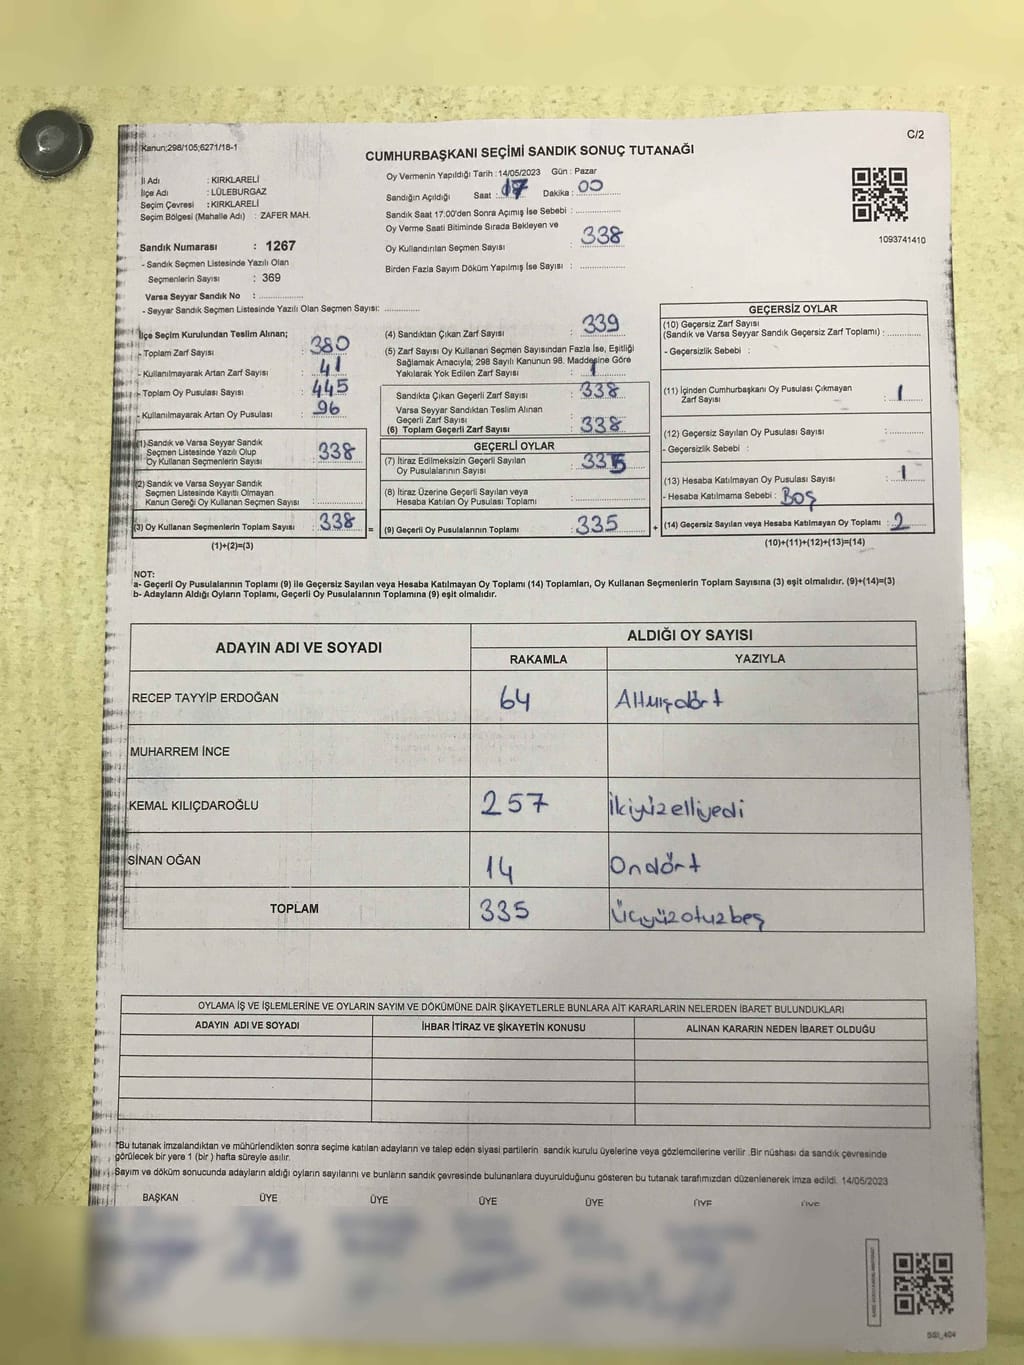 Kanun;298/105;6271/18-1
C/2
CUMHURBAŞKANI SEÇİMİ SANDIK SONUÇ TUTANAĞI
İl Adı : KIRKLARELİ
İlçe Adı : LÜLEBURGAZ
Seçim Çevresi : KIRKLARELİ
Seçim Bölgesi (Mahalle Adı) : ZAFER MAH.
Sandık Numarası : 1267
- Sandık Seçmen Listesinde Yazılı Olan
Seçmenlerin Sayısı : 369
Varsa Seyyar Sandık No : ..................
- Seyyar Sandık Seçmen Listesinde Yazılı Olan Seçmen Sayısı: ..............
Oy Vermenin Yapıldığı Tarih : 14/05/2023 Gün : Pazar
Sandığın Açıldığı Saat : 17 Dakika : 00
Sandık Saat 17:00'den Sonra Açımış İse Sebebi : ..............
Oy Verme Saati Bitiminde Sırada Bekleyen ve
Oy Kullandırılan Seçmen Sayısı : 338
Birden Fazla Sayım Döküm Yapılmış İse Sayısı : ..............
1093741410
İlçe Seçim Kurulundan Teslim Alınan;
- Toplam Zarf Sayısı : 380
- Kullanılmayarak Artan Zarf Sayısı : 41
- Toplam Oy Pusulası Sayısı : 445
- Kullanılmayarak Artan Oy Pusulası : 96
(1) Sandık ve Varsa Seyyar Sandık
Seçmen Listesinde Yazılı Olup
Oy Kullanan Seçmenlerin Sayısı : 338
(2) Sandık ve Varsa Seyyar Sandık
Seçmen Listesinde Kayıtlı Olmayan
Kanun Gereği Oy Kullanan Seçmen Sayısı : ............
(3) Oy Kullanan Seçmenlerin Toplam Sayısı : 338 =
(1)+(2)=(3)
(4) Sandıktan Çıkan Zarf Sayısı : 339
(5) Zarf Sayısı Oy Kullanan Seçmen Sayısından Fazla İse, Eşitliği
Sağlamak Amacıyla; 298 Sayılı Kanunun 98. Maddesine Göre
Yakılarak Yok Edilen Zarf Sayısı : 1
Sandıkta Çıkan Geçerli Zarf Sayısı : 338
Varsa Seyyar Sandıktan Teslim Alınan
Geçerli Zarf Sayısı : ............
(6) Toplam Geçerli Zarf Sayısı : 338
GEÇERLİ OYLAR
(7) İtiraz Edilmeksizin Geçerli Sayılan
Oy Pusulalarının Sayısı : 335
(8) İtiraz Üzerine Geçerli Sayılan veya
Hesaba Katılan Oy Pusulası Toplamı : ............
(9) Geçerli Oy Pusulalarının Toplamı : 335 +
GEÇERSİZ OYLAR
(10) Geçersiz Zarf Sayısı
(Sandık ve Varsa Seyyar Sandık Geçersiz Zarf Toplamı) : ..........
- Geçersizlik Sebebi :
(11) İçinden Cumhurbaşkanı Oy Pusulası Çıkmayan
Zarf Sayısı : 1
(12) Geçersiz Sayılan Oy Pusulası Sayısı : ..........
- Geçersizlik Sebebi :
(13) Hesaba Katılmayan Oy Pusulası Sayısı : 1
- Hesaba Katılmama Sebebi : Boş
(14) Geçersiz Sayılan veya Hesaba Katılmayan Oy Toplamı : 2
(10)+(11)+(12)+(13)=(14)
NOT:
a- Geçerli Oy Pusulalarının Toplamı (9) ile Geçersiz Sayılan veya Hesaba Katılmayan Oy Toplamı (14) Toplamları, Oy Kullanan Seçmenlerin Toplam Sayısına (3) eşit olmalıdır. (9)+(14)=(3)
b- Adayların Aldığı Oyların Toplamı, Geçerli Oy Pusulalarının Toplamına (9) eşit olmalıdır.
ADAYIN ADI VE SOYADI ALDIĞI OY SAYISI
RAKAMLA YAZIYLA
RECEP TAYYİP ERDOĞAN 64 Altmışdört
MUHARREM İNCE
KEMAL KILIÇDAROĞLU 257 İkiyüzelliyedi
SİNAN OĞAN 14 Ondört
TOPLAM 335 Üçyüzotuzbeş
OYLAMA İŞ VE İŞLEMLERİNE VE OYLARIN SAYIM VE DÖKÜMÜNE DAİR ŞİKAYETLERLE BUNLARA AİT KARARLARIN NELERDEN İBARET BULUNDUKLARI
ADAYIN ADI VE SOYADI İHBAR İTİRAZ VE ŞİKAYETİN KONUSU ALINAN KARARIN NEDEN İBARET OLDUĞU
*Bu tutanak imzalandıktan ve mühürlendikten sonra seçime katılan adayların ve talep eden siyasi partilerin sandık kurulu üyelerine veya gözlemcilerine verilir .Bir nüshası da sandık çevresinde
görülecek bir yere 1 (bir ) hafta süreyle asılır.
Sayım ve döküm sonucunda adayların aldığı oyların sayılarını ve bunların sandık çevresinde bulunanlara duyurulduğunu gösteren bu tutanak tarafımızdan düzenlenerek imza edildi. 14/05/2023
BAŞKAN ÜYE ÜYE ÜYE ÜYE ÜYE ÜYE
SSI_404